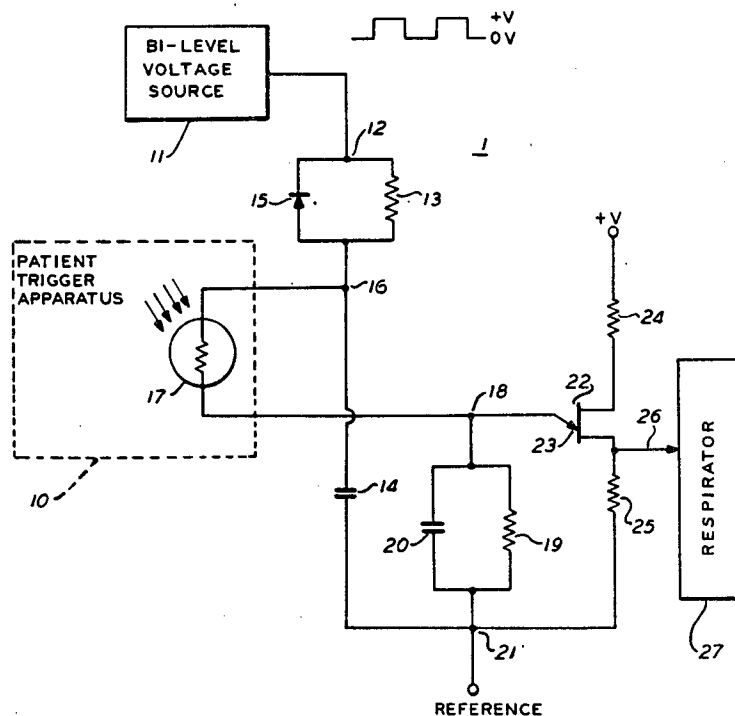 +V
0V
BI-LEVEL
VOLTAGE
SOURCE
11
12
1
15
13
+V
PATIENT
TRIGGER
APPARATUS
16
24
17
18
22
23
26
14
10
20
19
25
RESPIRATOR
21
27
REFERENCE